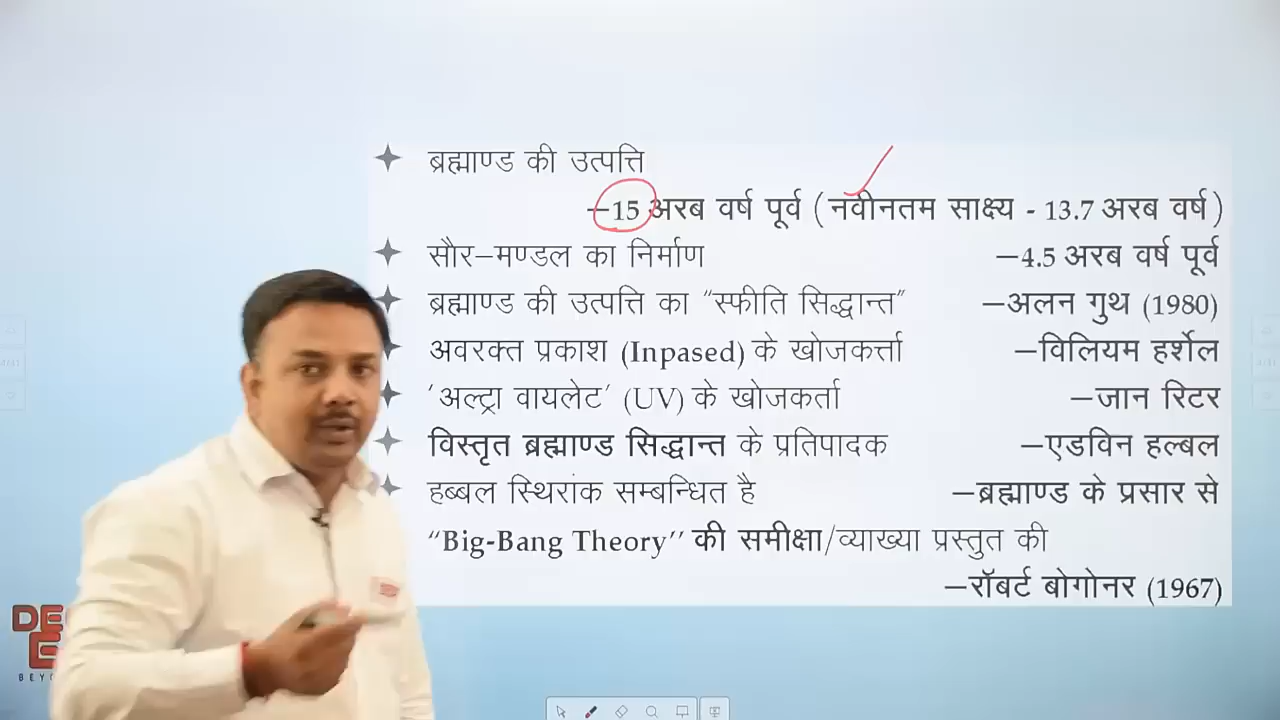 ब्रह्माण्ड की उत्पत्ति
—15 अरब वर्ष पूर्व (नवीनतम साक्ष्य - 13.7 अरब वर्ष)
सौर–मण्डल का निर्माण —4.5 अरब वर्ष पूर्व
ब्रह्माण्ड की उत्पत्ति का "स्फीति सिद्धान्त" —अलन गुथ (1980)
अवरक्त प्रकाश (Inpased) के खोजकर्त्ता —विलियम हर्शेल
'अल्ट्रा वायलेट' (UV) के खोजकर्ता —जान रिटर
विस्तृत ब्रह्माण्ड सिद्धान्त के प्रतिपादक —एडविन हल्बल
हब्बल स्थिरांक सम्बन्धित है —ब्रह्माण्ड के प्रसार से
"Big-Bang Theory" की समीक्षा/व्याख्या प्रस्तुत की
—रॉबर्ट बोगोनर (1967)